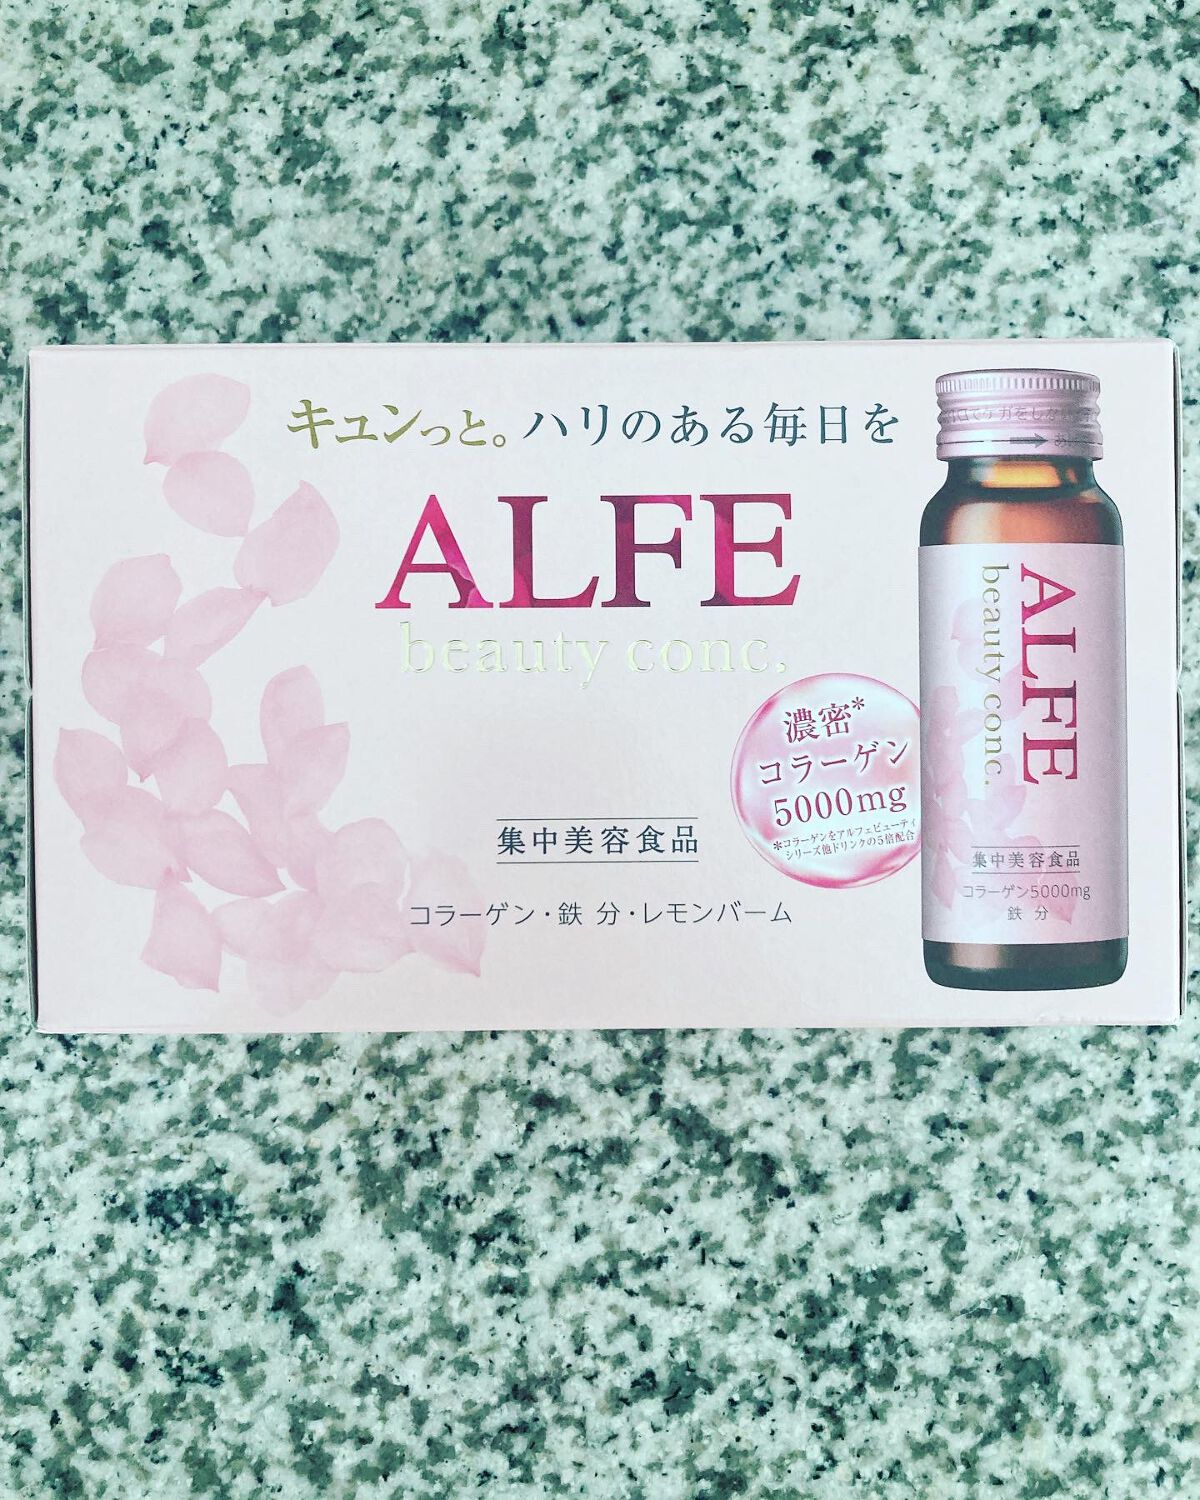 キュンっと。ハリのある毎日を
ALFE
beauty conc.
濃密*
コラーゲン
5000mg
*コラーゲンをアルフェビューティ
シリーズ他ドリンクの5倍配合
集中美容食品
コラーゲン・鉄 分・レモンバーム
ALFE
beauty conc.
集中美容食品
コラーゲン5000mg
鉄 分